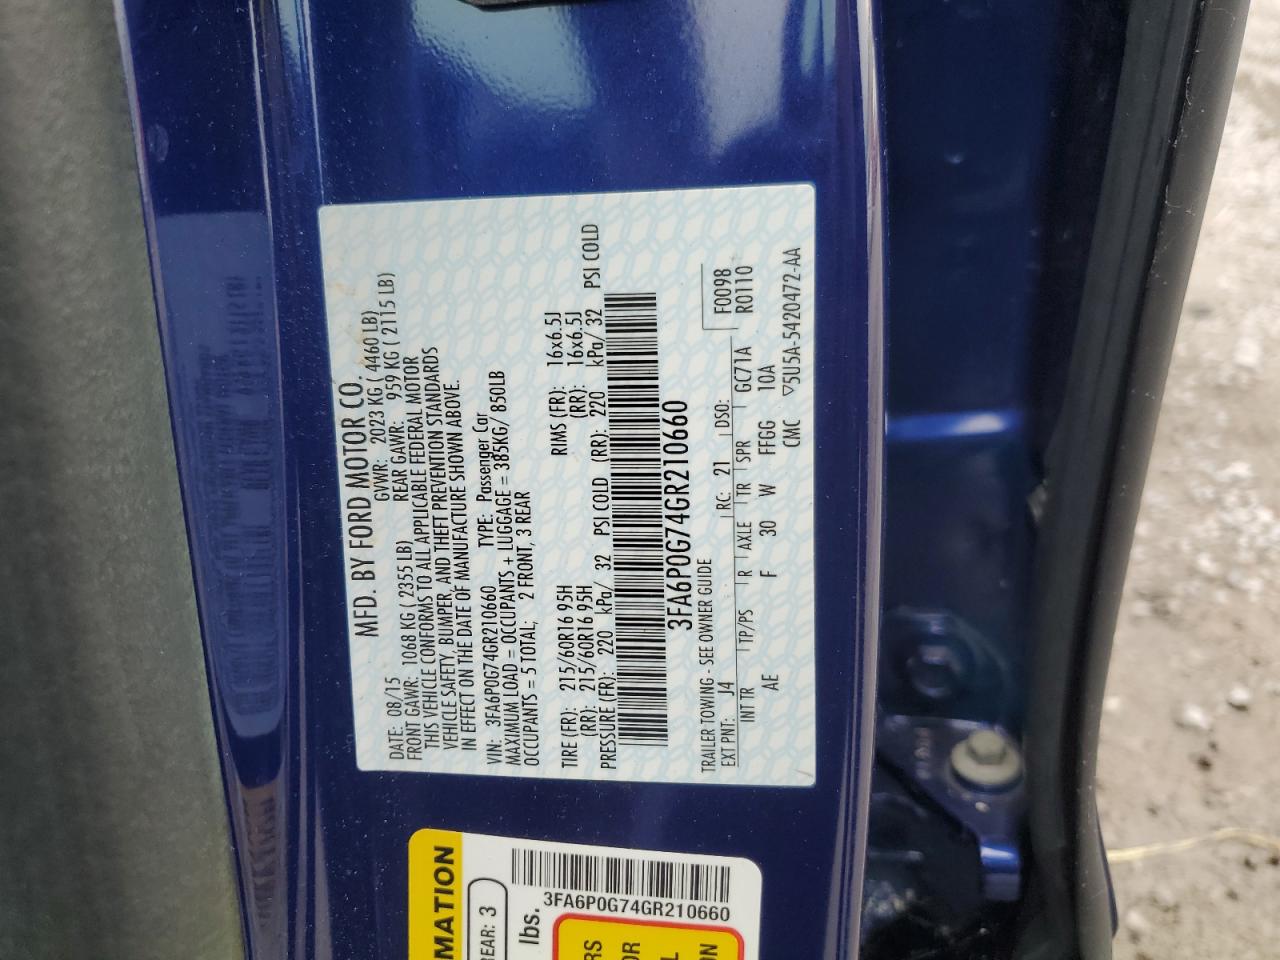 MFD. BY FORD MOTOR CO.
DATE: 08/15 GVWR: 2023 KG ( 4460 LB)
FRONT GAWR: 1068 KG ( 2355 LB) REAR GAWR: 959 KG ( 2115 LB)
THIS VEHICLE CONFORMS TO ALL APPLICABLE FEDERAL MOTOR
VEHICLE SAFETY, BUMPER, AND THEFT PREVENTION STANDARDS
IN EFFECT ON THE DATE OF MANUFACTURE SHOWN ABOVE.
VIN: 3FA6P0G74GR210660 TYPE: Passenger Car
MAXIMUM LOAD = OCCUPANTS + LUGGAGE = 385KG/ 850LB
OCCUPANTS = 5 TOTAL; 2 FRONT, 3 REAR
TIRE (FR): 215/60R16 95H RIMS (FR): 16x6.5J
(RR): 215/60R16 95H (RR): 16x6.5J
PRESSURE (FR): 220 kPa/ 32 PSI COLD (RR): 220 kPa/ 32 PSI COLD
3FA6P0G74GR210660
TRAILER TOWING - SEE OWNER GUIDE F0098
EXT PNT: J4 RC: 21 DSO: R0110
INT TR TP/PS R AXLE TR SPR GC71A
AE F 30 W FFGG 10A
CMC ▽5U5A-5420472-AA
MATION
REAR: 3
lbs.
3FA6P0G74GR210660
RS
OR
L
ON